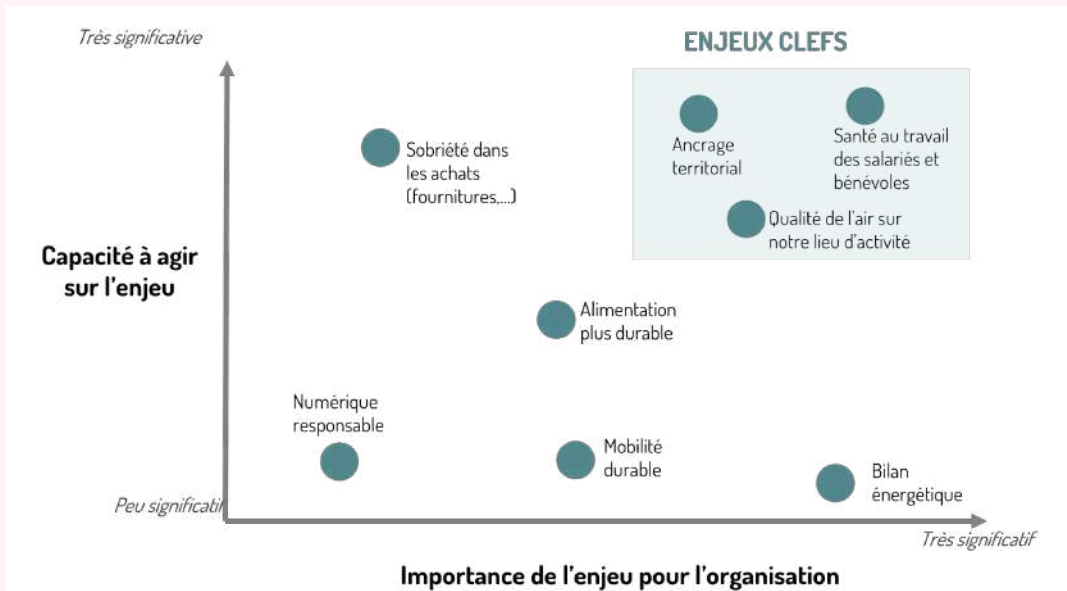 Très significative
ENJEUX CLEFS
Sobriété dans
les achats
(fournitures,...)
Ancrage
territorial
Santé au travail
des salariés et
bénévoles
Qualité de l'air sur
notre lieu d'activité
Capacité à agir
sur l'enjeu
Alimentation
plus durable
Numérique
responsable
Mobilité
durable
Bilan
énergétique
Peu significatif
Très significatif
Importance de l'enjeu pour l'organisation